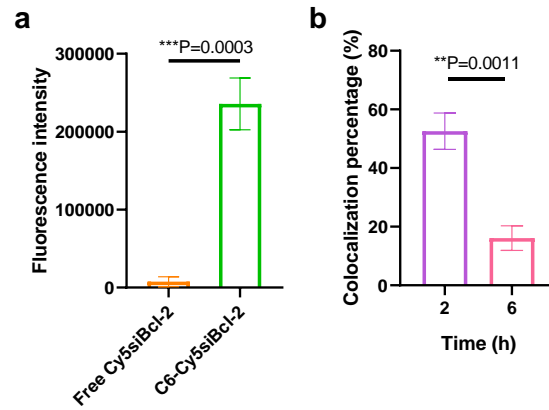 a
***P=0.0003
Fluorescence intensity
300000
200000
100000
0
Free Cy5siBcl-2
C6-Cy5siBcl-2
b
**P=0.0011
Colocalization percentage (%)
80
60
40
20
0
2
6
Time (h)